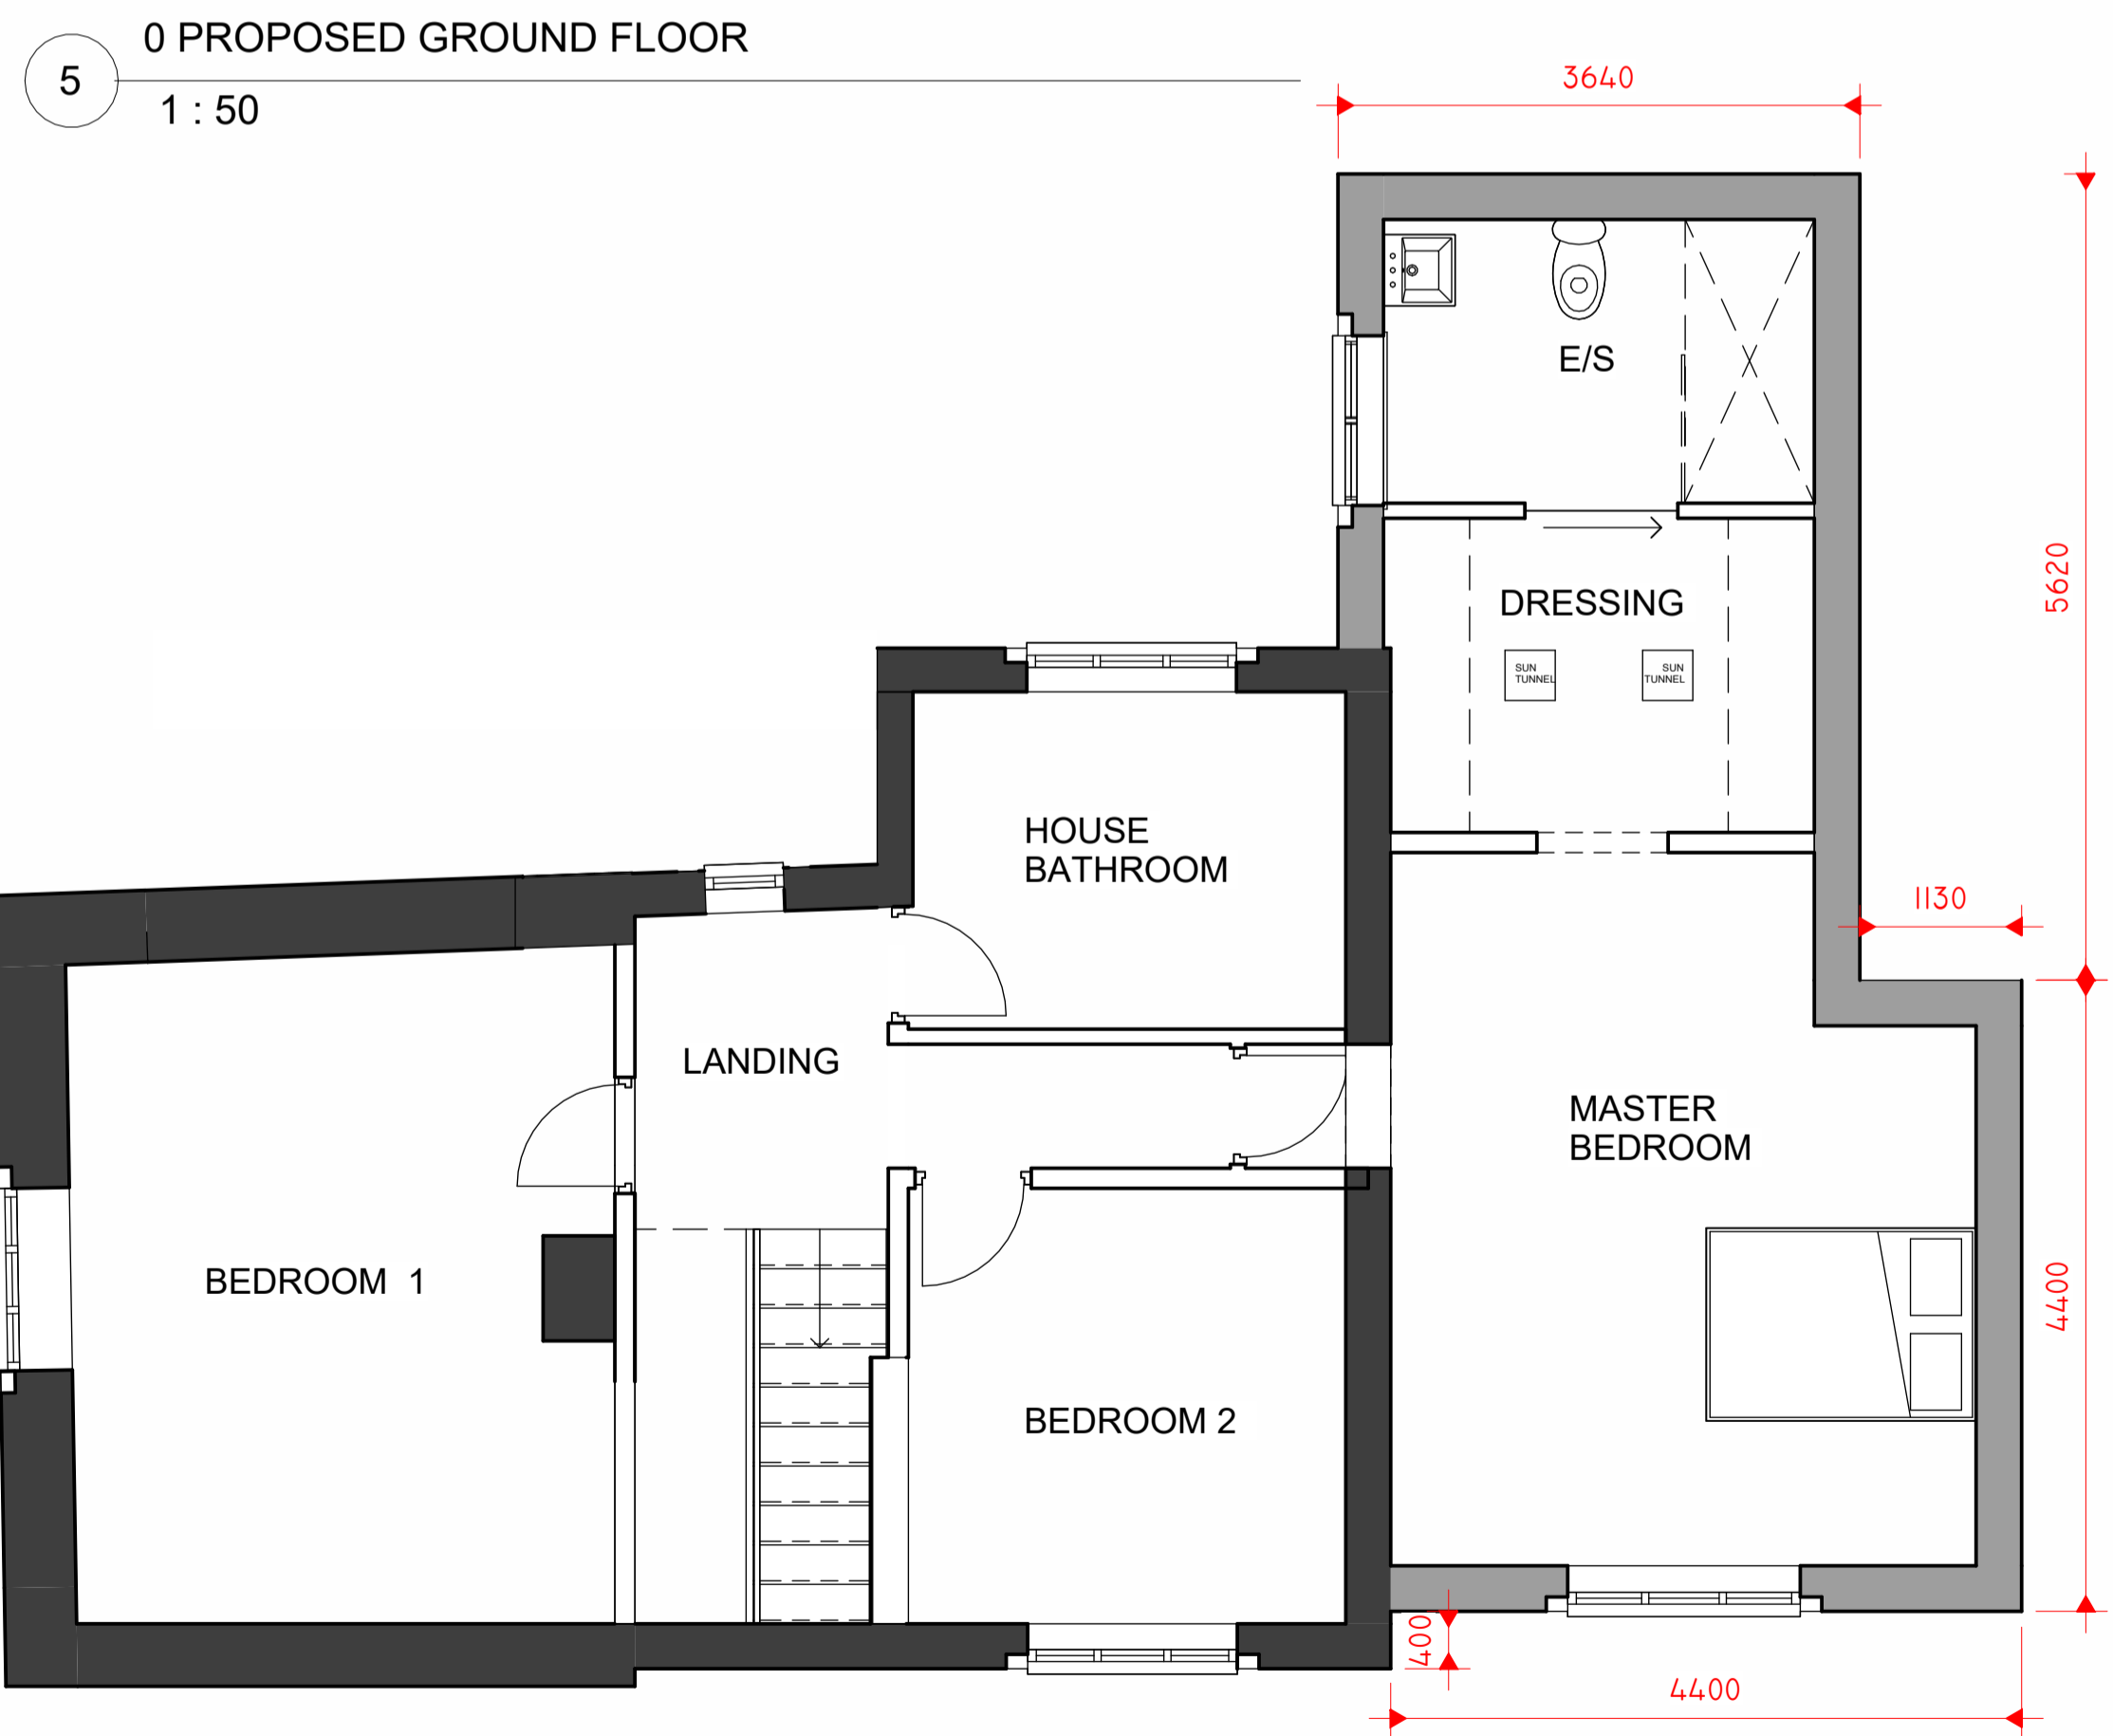 0 PROPOSED GROUND FLOOR
5
1 : 50
3640
E/S
5620
DRESSING
SUN
TUNNEL
SUN
TUNNEL
HOUSE
BATHROOM
1130
LANDING
MASTER
BEDROOM
BEDROOM 1
4400
BEDROOM 2
400
4400